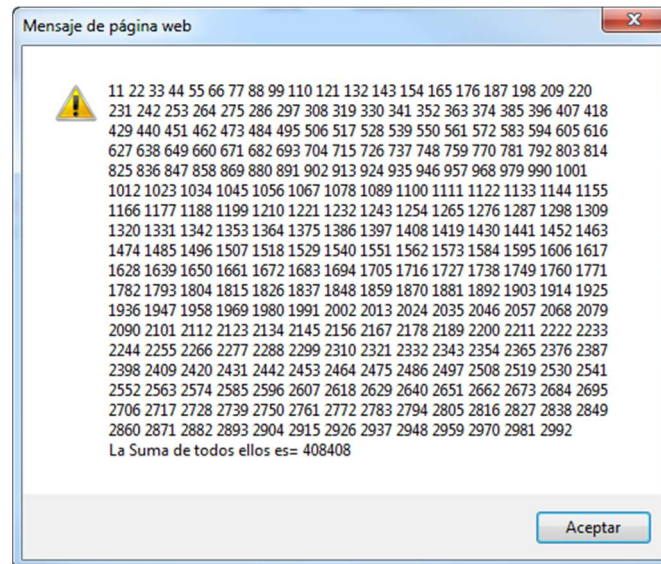 Mensaje de página web
11 22 33 44 55 66 77 88 99 110 121 132 143 154 165 176 187 198 209 220
231 242 253 264 275 286 297 308 319 330 341 352 363 374 385 396 407 418
429 440 451 462 473 484 495 506 517 528 539 550 561 572 583 594 605 616
627 638 649 660 671 682 693 704 715 726 737 748 759 770 781 792 803 814
825 836 847 858 869 880 891 902 913 924 935 946 957 968 979 990 1001
1012 1023 1034 1045 1056 1067 1078 1089 1100 1111 1122 1133 1144 1155
1166 1177 1188 1199 1210 1221 1232 1243 1254 1265 1276 1287 1298 1309
1320 1331 1342 1353 1364 1375 1386 1397 1408 1419 1430 1441 1452 1463
1474 1485 1496 1507 1518 1529 1540 1551 1562 1573 1584 1595 1606 1617
1628 1639 1650 1661 1672 1683 1694 1705 1716 1727 1738 1749 1760 1771
1782 1793 1804 1815 1826 1837 1848 1859 1870 1881 1892 1903 1914 1925
1936 1947 1958 1969 1980 1991 2002 2013 2024 2035 2046 2057 2068 2079
2090 2101 2112 2123 2134 2145 2156 2167 2178 2189 2200 2211 2222 2233
2244 2255 2266 2277 2288 2299 2310 2321 2332 2343 2354 2365 2376 2387
2398 2409 2420 2431 2442 2453 2464 2475 2486 2497 2508 2519 2530 2541
2552 2563 2574 2585 2596 2607 2618 2629 2640 2651 2662 2673 2684 2695
2706 2717 2728 2739 2750 2761 2772 2783 2794 2805 2816 2827 2838 2849
2860 2871 2882 2893 2904 2915 2926 2937 2948 2959 2970 2981 2992
La Suma de todos ellos es= 408408
Aceptar